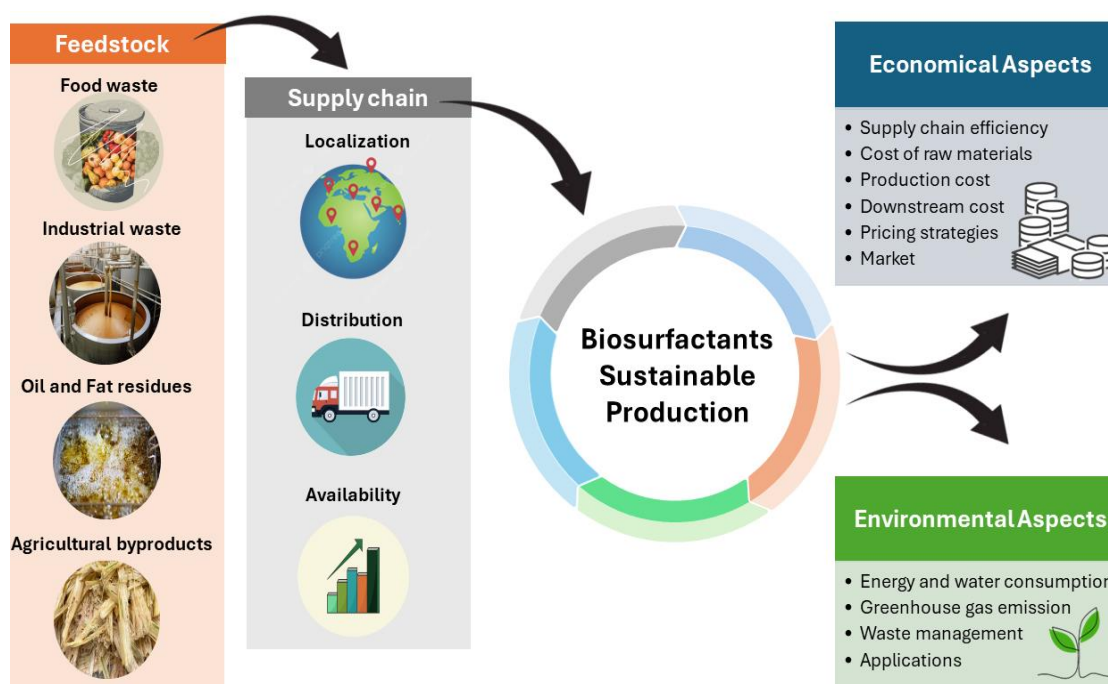 Feedstock
Food waste
Industrial waste
Oil and Fat residues
Agricultural byproducts
Supply chain
Localization
Distribution
Availability
Biosurfactants
Sustainable
Production
Economical Aspects
• Supply chain efficiency
• Cost of raw materials
• Production cost
• Downstream cost
• Pricing strategies
• Market
Environmental Aspects
• Energy and water consumption
• Greenhouse gas emission
• Waste management
• Applications